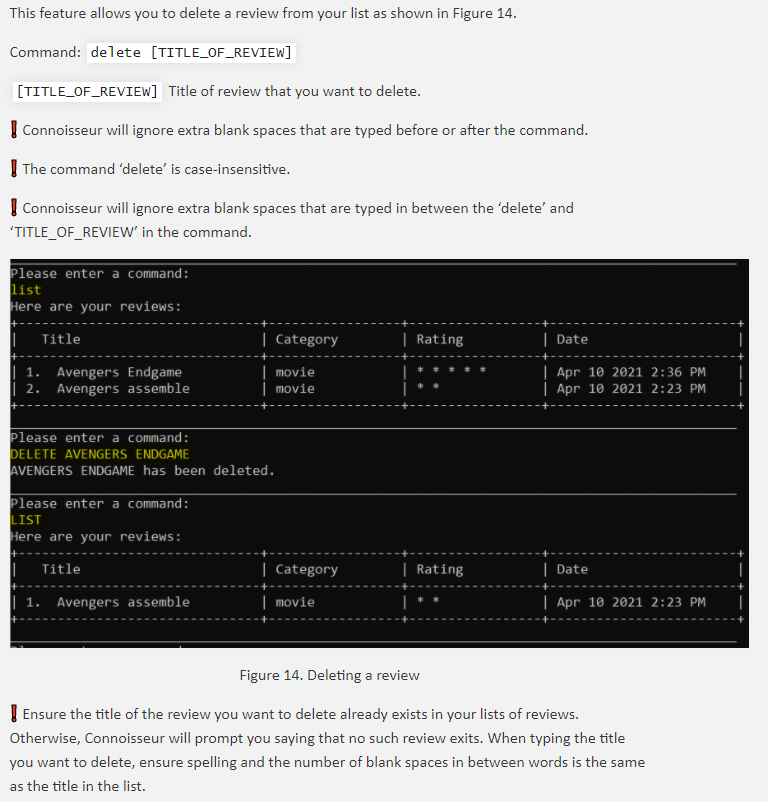 This feature allows you to delete a review from your list as shown in Figure 14.
Command: delete [TITLE_OF_REVIEW]
[TITLE_OF_REVIEW] Title of review that you want to delete.
❗ Connoisseur will ignore extra blank spaces that are typed before or after the command.
❗ The command ‘delete’ is case-insensitive.
❗ Connoisseur will ignore extra blank spaces that are typed in between the ‘delete’ and
‘TITLE_OF_REVIEW’ in the command.
Please enter a command:
list
Here are your reviews:
| Title | Category | Rating | Date |
| 1. Avengers Endgame | movie | * * * * * | Apr 10 2021 2:36 PM |
| 2. Avengers assemble | movie | * * | Apr 10 2021 2:23 PM |
Please enter a command:
DELETE AVENGERS ENDGAME
AVENGERS ENDGAME has been deleted.
Please enter a command:
LIST
Here are your reviews:
| Title | Category | Rating | Date |
| 1. Avengers assemble | movie | * * | Apr 10 2021 2:23 PM |
Figure 14. Deleting a review
❗ Ensure the title of the review you want to delete already exists in your lists of reviews.
Otherwise, Connoisseur will prompt you saying that no such review exits. When typing the title
you want to delete, ensure spelling and the number of blank spaces in between words is the same
as the title in the list.